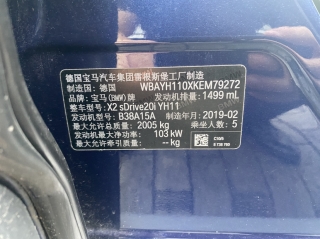 德国宝马汽车集团雷根斯堡工厂制造
制造国：德国 WBAYH110XKEM79272
品牌：宝马(BMW)牌 发动机排量：1499 mL
整车型号：X2 sDrive20i YH11
发动机型号：B38A15A 制造年月：2019-02
最大允许总质量：2005 kg 乘坐人数：5
发动机最大净功率：103 kW
最大允许牵引质量：-- kg